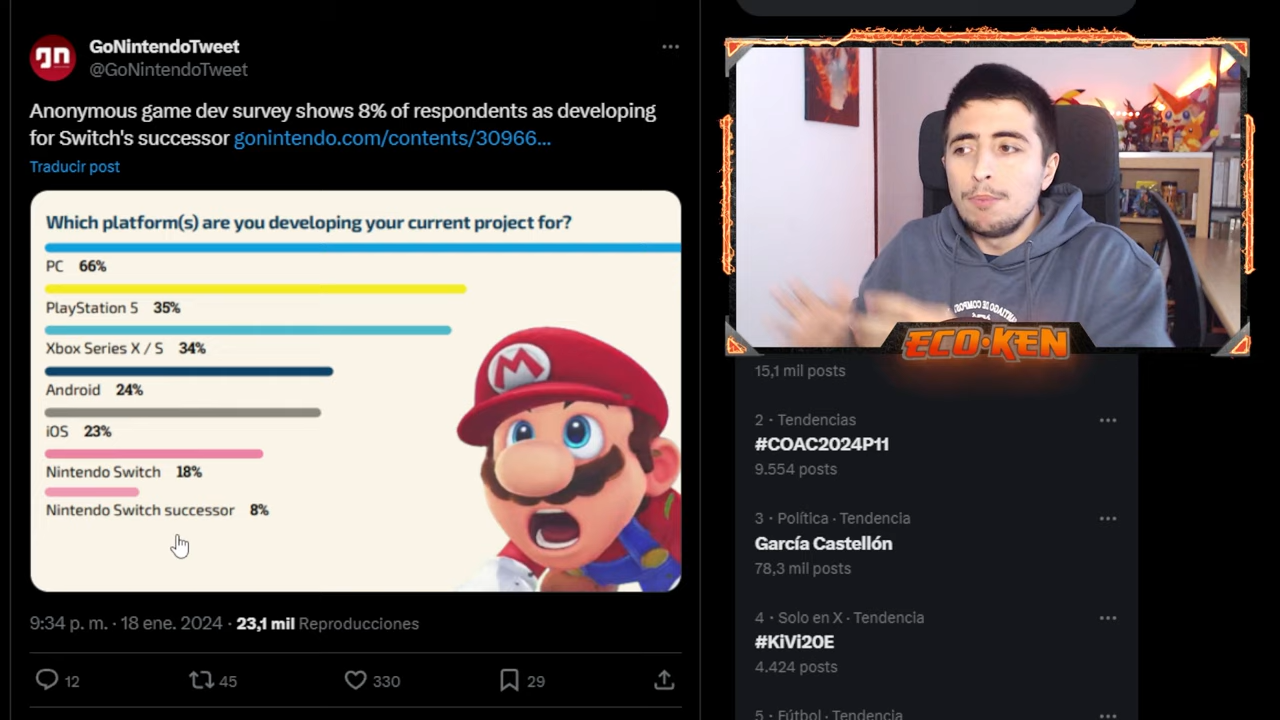 GoNintendoTweet
@GoNintendoTweet
Anonymous game dev survey shows 8% of respondents as developing
for Switch's successor gonintendo.com/contents/30966...
Traducir post
Which platform(s) are you developing your current project for?
PC 66%
PlayStation 5 35%
Xbox Series X / S 34%
Android 24%
iOS 23%
Nintendo Switch 18%
Nintendo Switch successor 8%
9:34 p. m. · 18 ene. 2024 · 23,1 mil Reproducciones
12 45 330 29
ECO·KEN
15,1 mil posts
2 · Tendencias
#COAC2024P11
9.554 posts
3 · Política · Tendencia
García Castellón
78,3 mil posts
4 · Solo en X · Tendencia
#KiVi20E
4.424 posts
5 · Fútbol · Tendencia